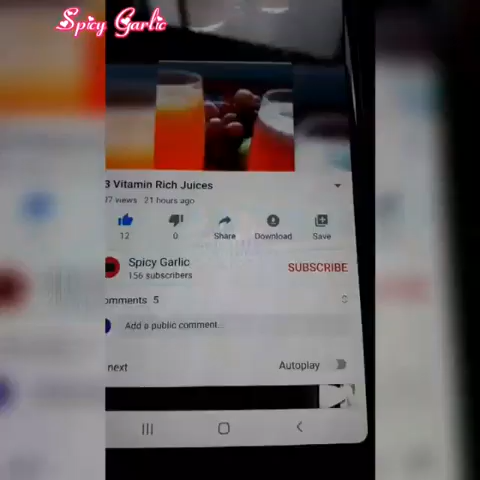 Spicy Garlic
3 Vitamin Rich Juices
views 21 hours ago
12
0
Share
Download
Save
Spicy Garlic
156 subscribers
SUBSCRIBE
omments 5
Add a public comment...
next
Autoplay